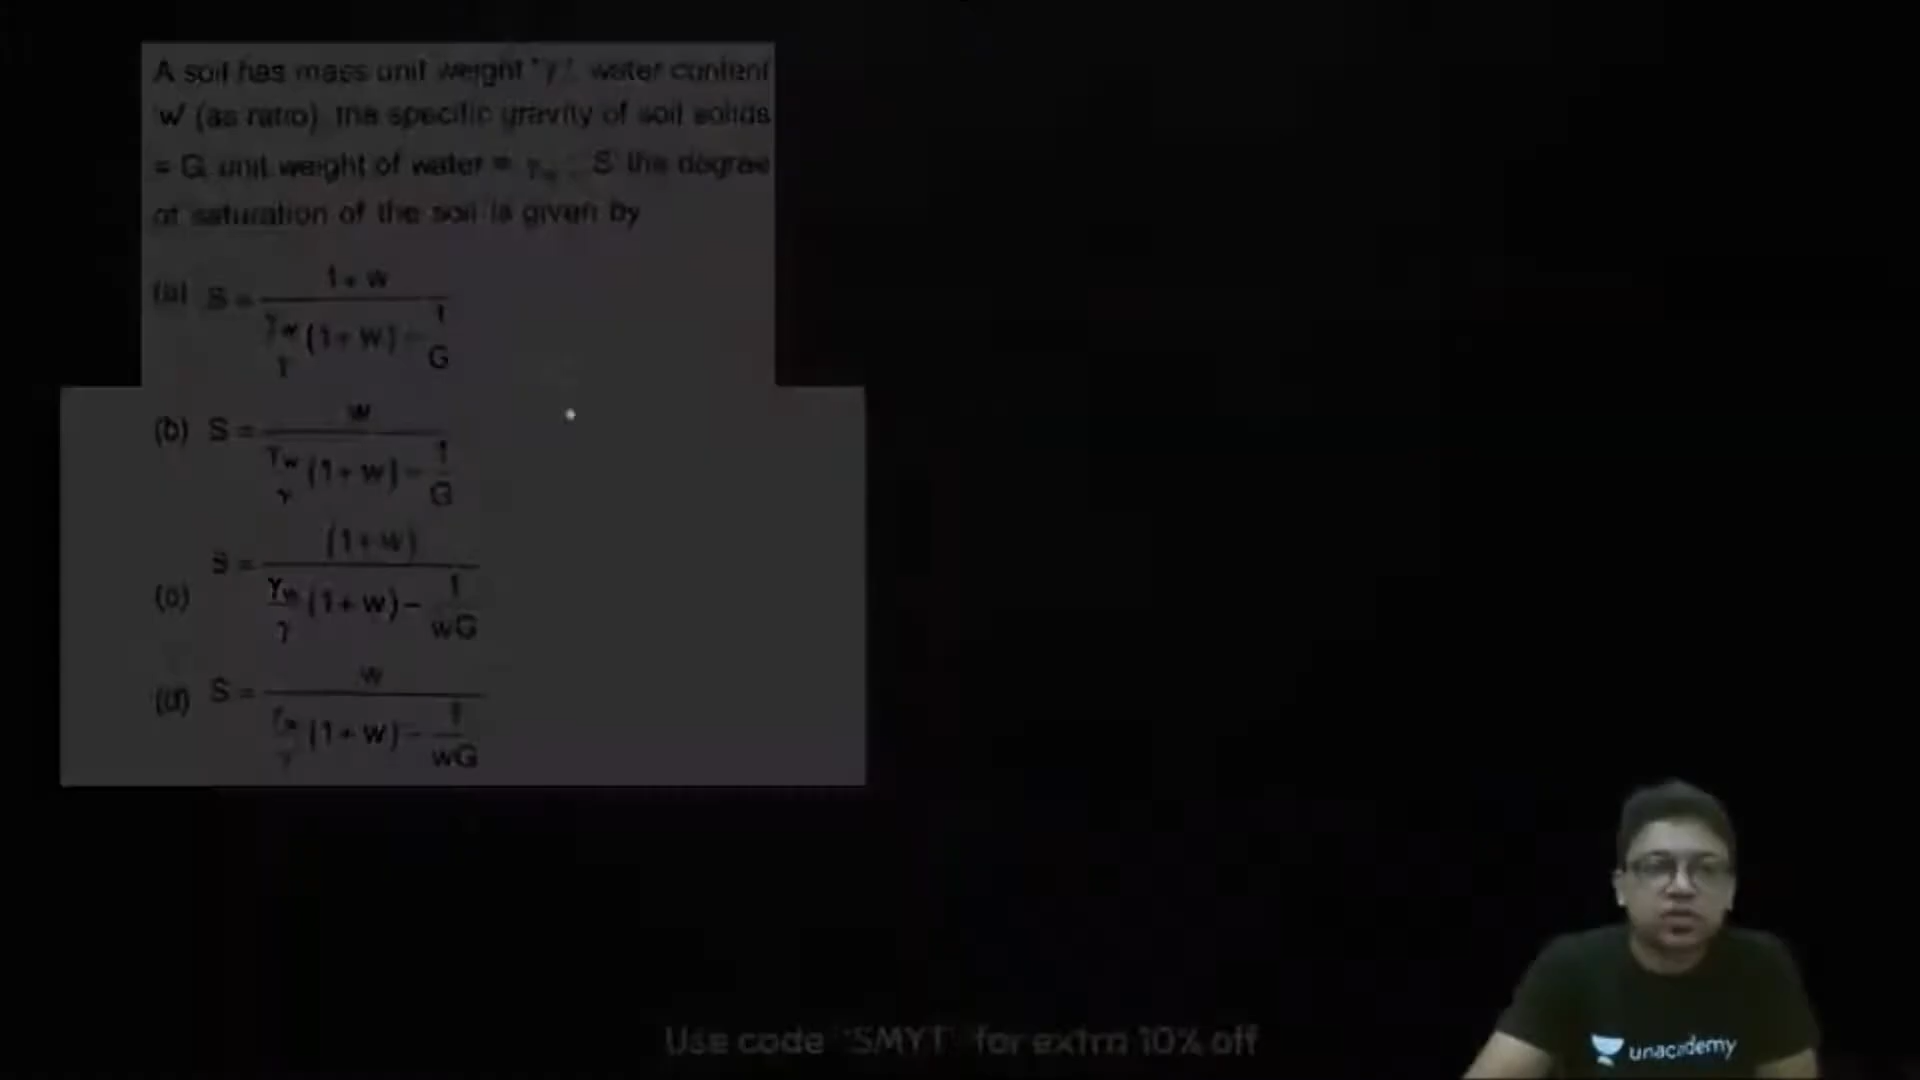 A soil has mass unit weight 'γ', water content
'w' (as ratio), the specific gravity of soil solids
= G, unit weight of water = γw ; 'S' the degree
of saturation of the soil is given by
(a) S = 1 + w / γw/γ (1 + w) − 1/G
(b) S = w / γw/γ (1 + w) − 1/G
(c) S = (1 + w) / γw/γ (1 + w) − 1/wG
(d) S = w / γw/γ (1 + w) − 1/wG
Use code "SMYT" for extra 10% off
unacademy